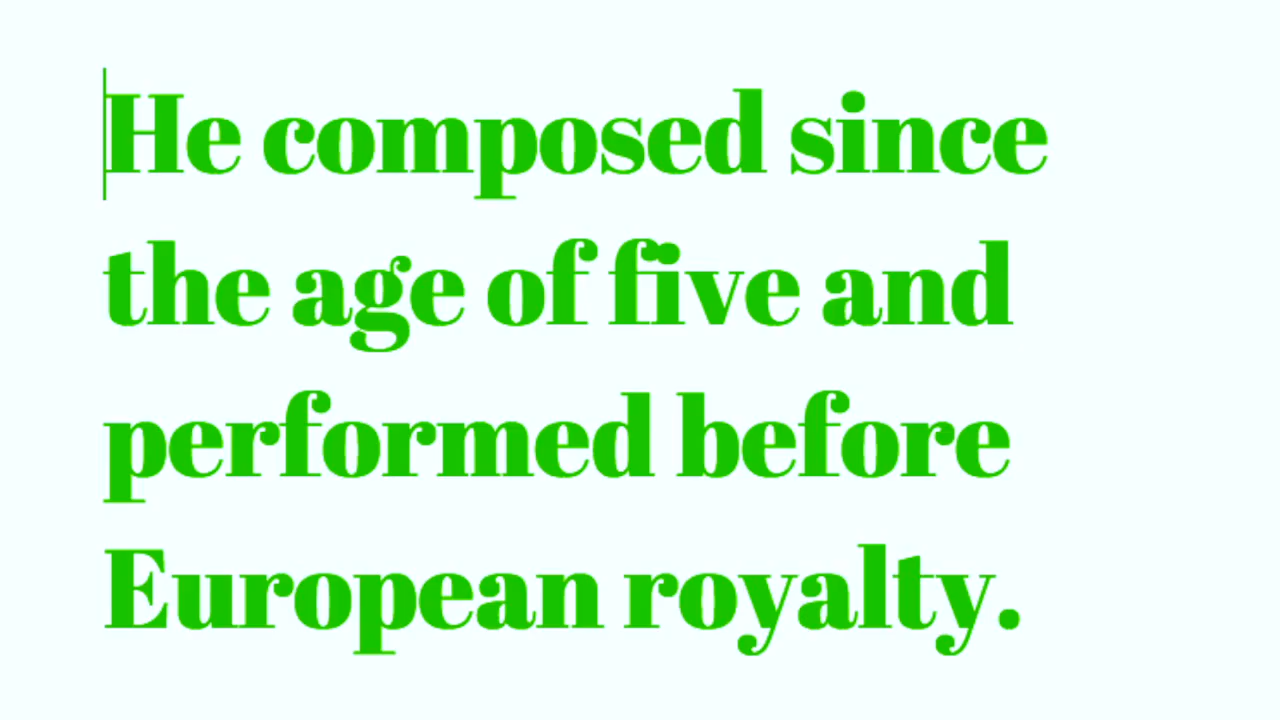 He composed since
the age of five and
performed before
European royalty.